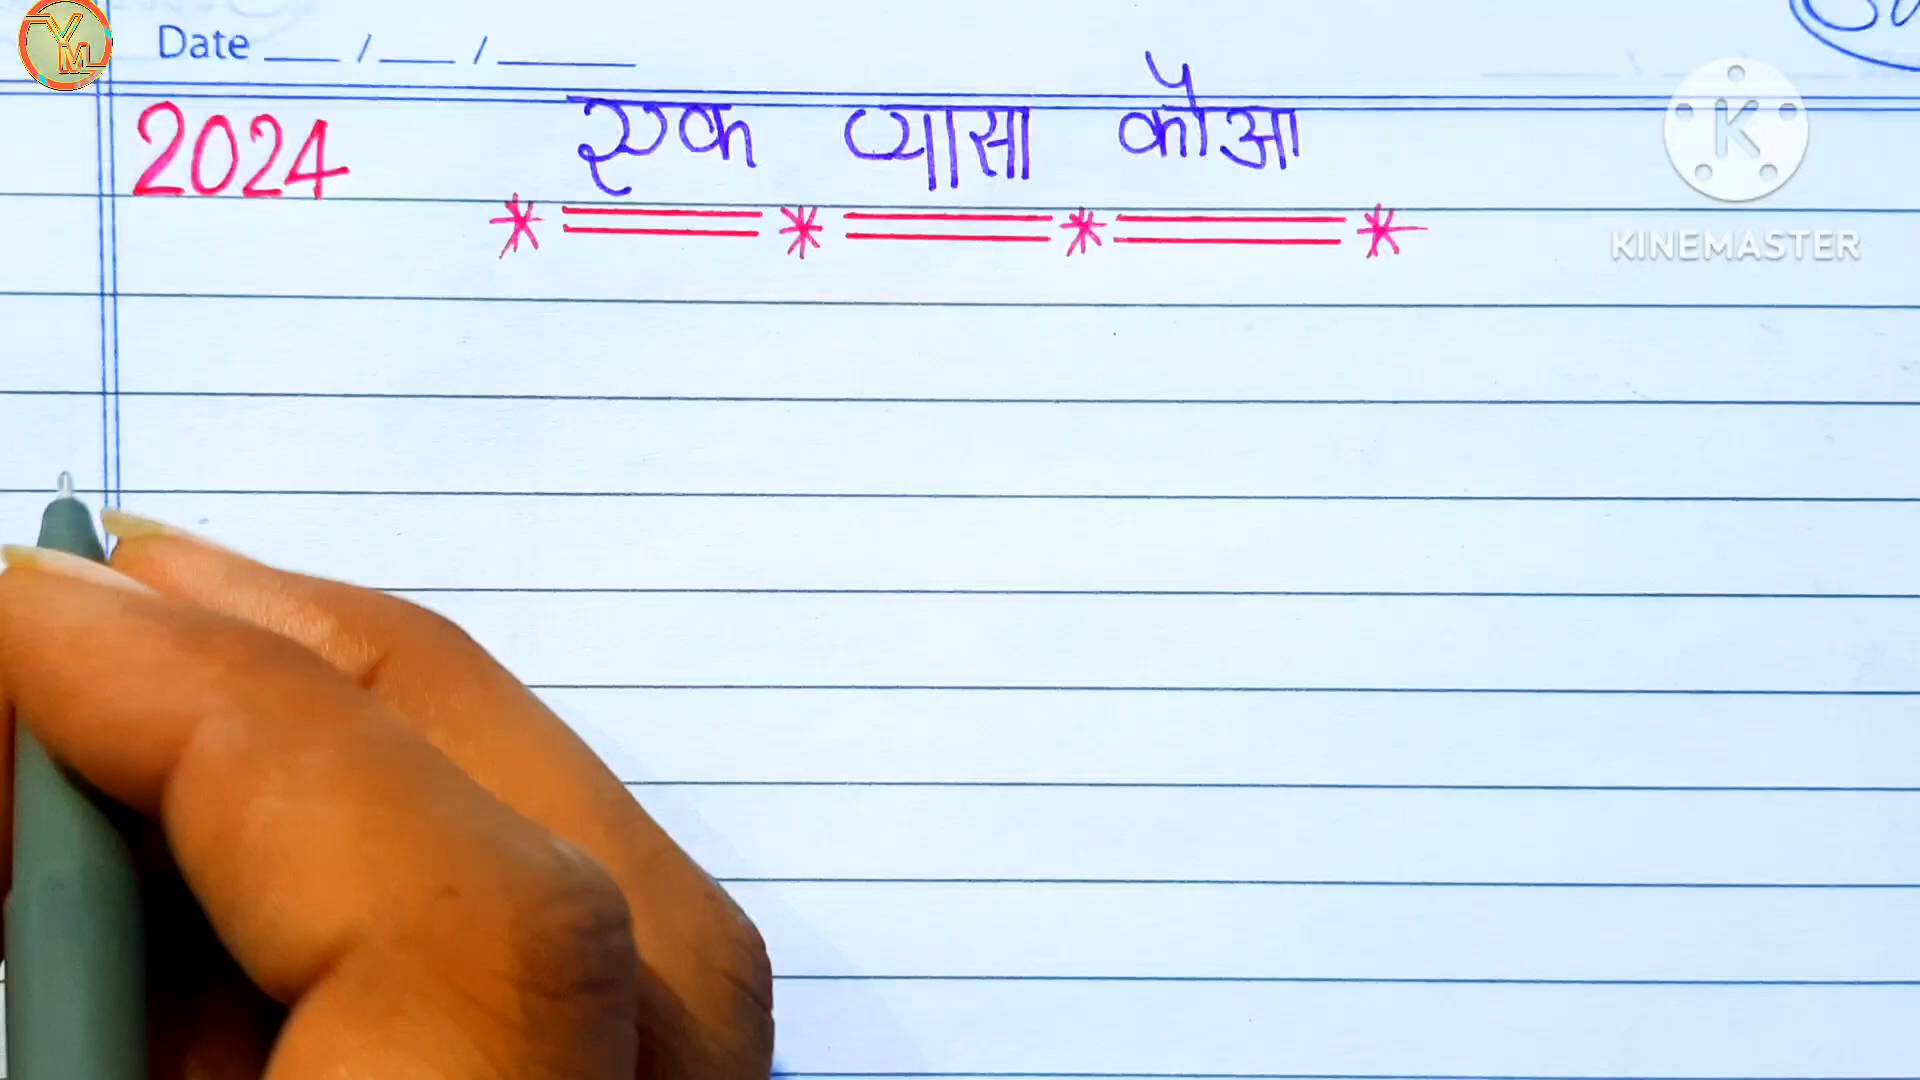 Date ___ / ___ / ______
2024 एक प्यासा कौआ
KINEMASTER